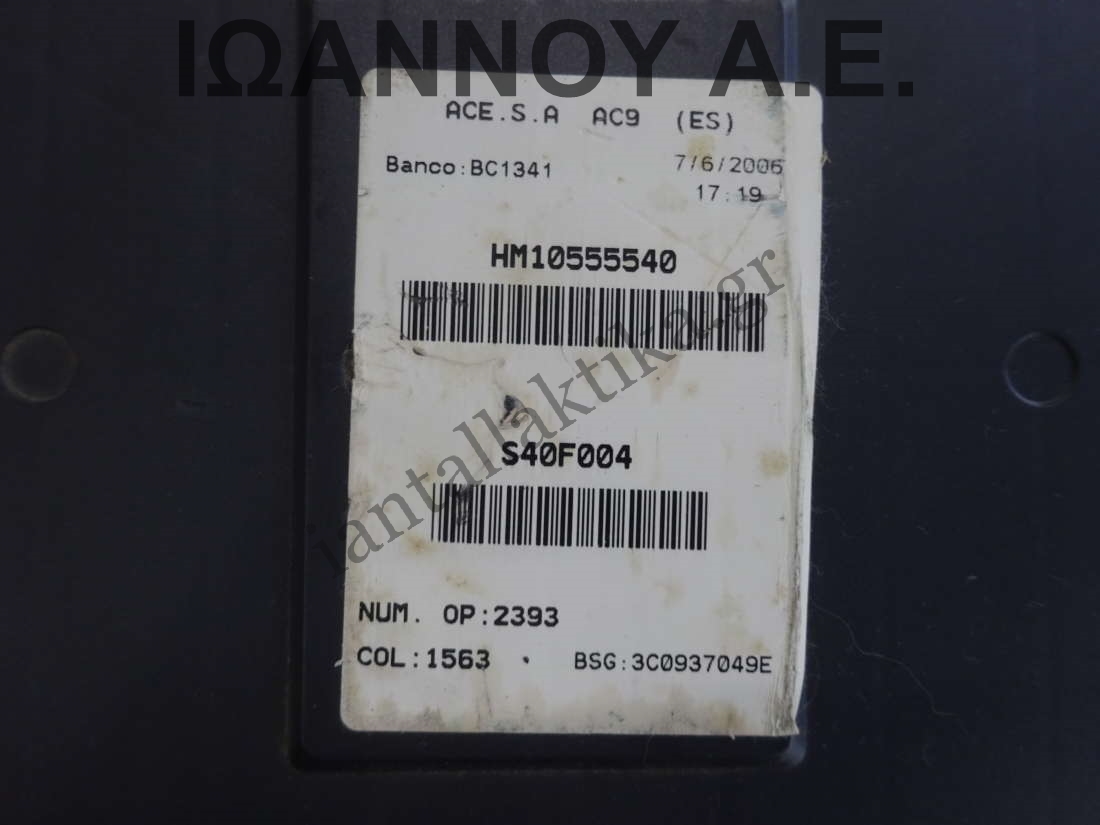 ΙΩΑΝΝΟΥ Α.Ε.
ACE.S.A AC9 (ES)
Banco:BC1341 7/6/2006
17:19
HM10555540
S40F004
NUM. OP:2393
COL:1563 BSG:3C0937049E
iantallaktika.gr